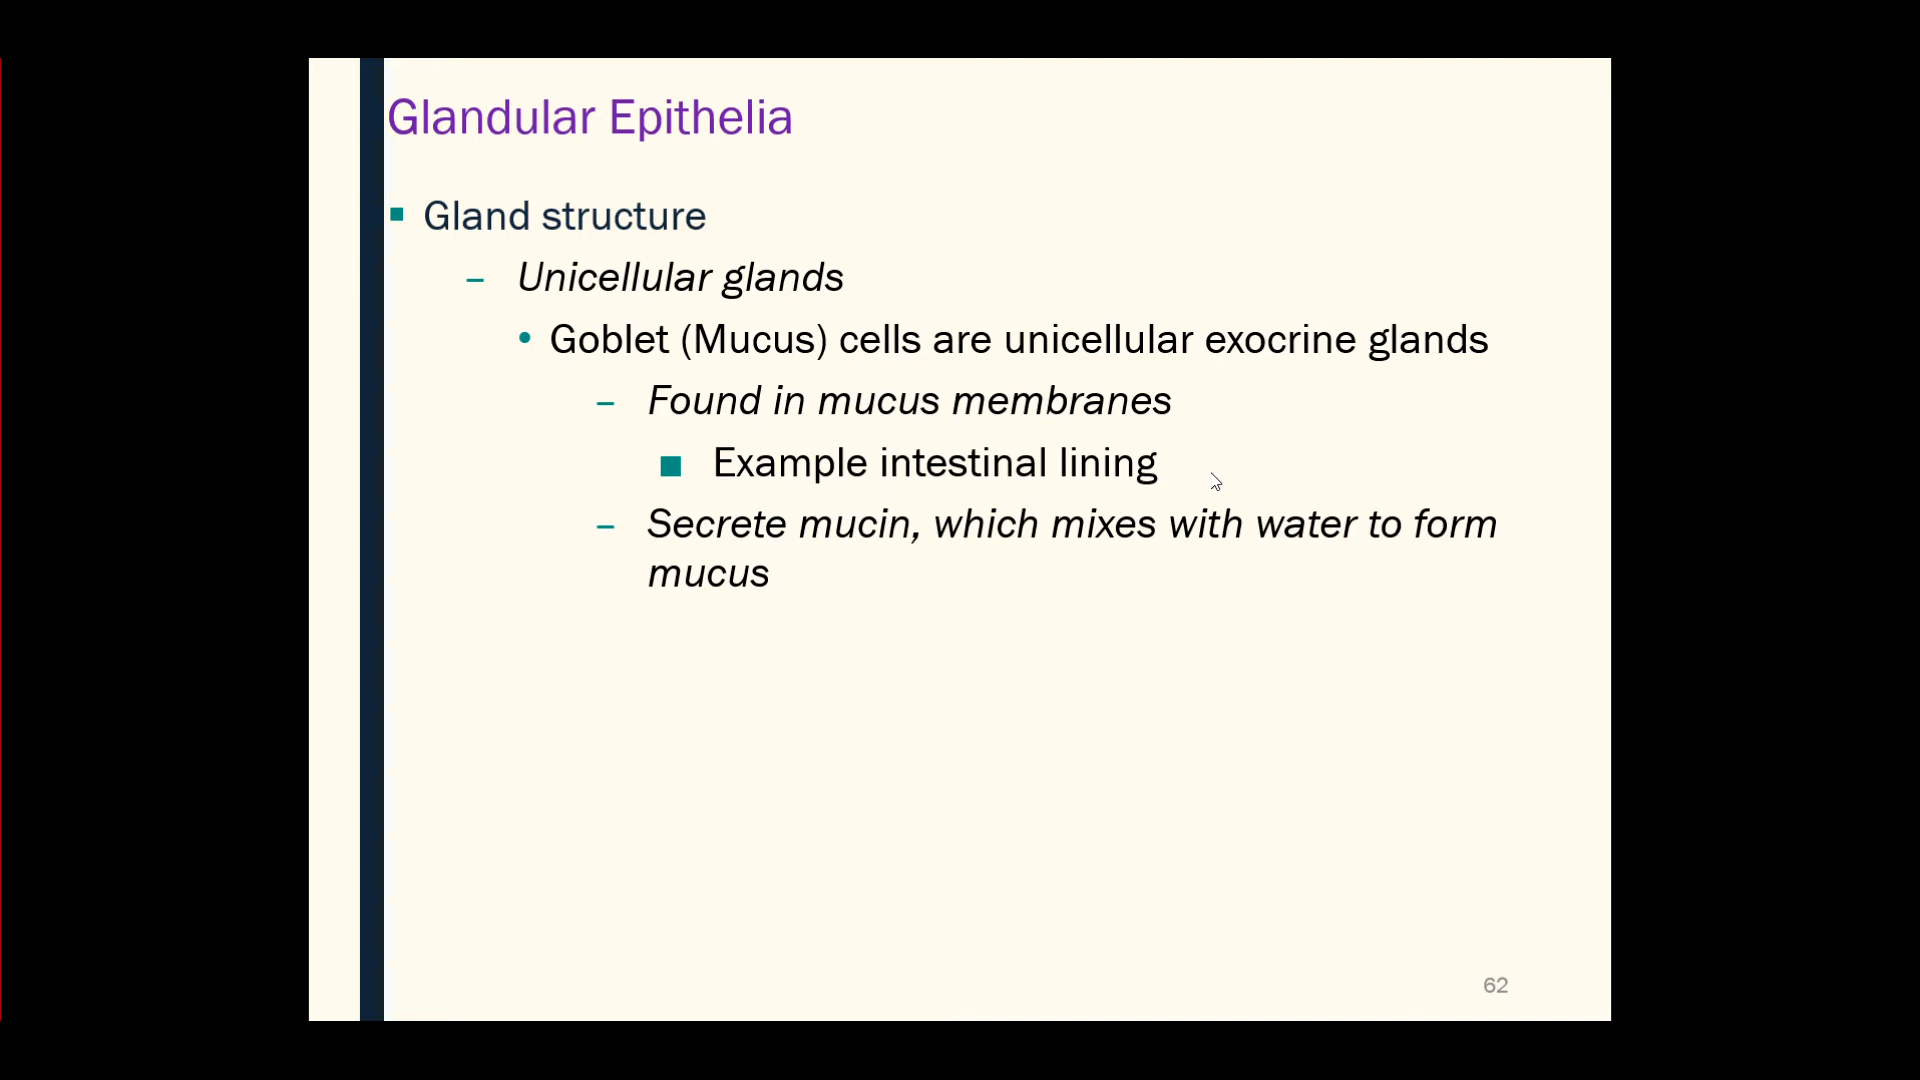 Glandular Epithelia
▪ Gland structure
– Unicellular glands
• Goblet (Mucus) cells are unicellular exocrine glands
– Found in mucus membranes
■ Example intestinal lining
– Secrete mucin, which mixes with water to form
mucus
62